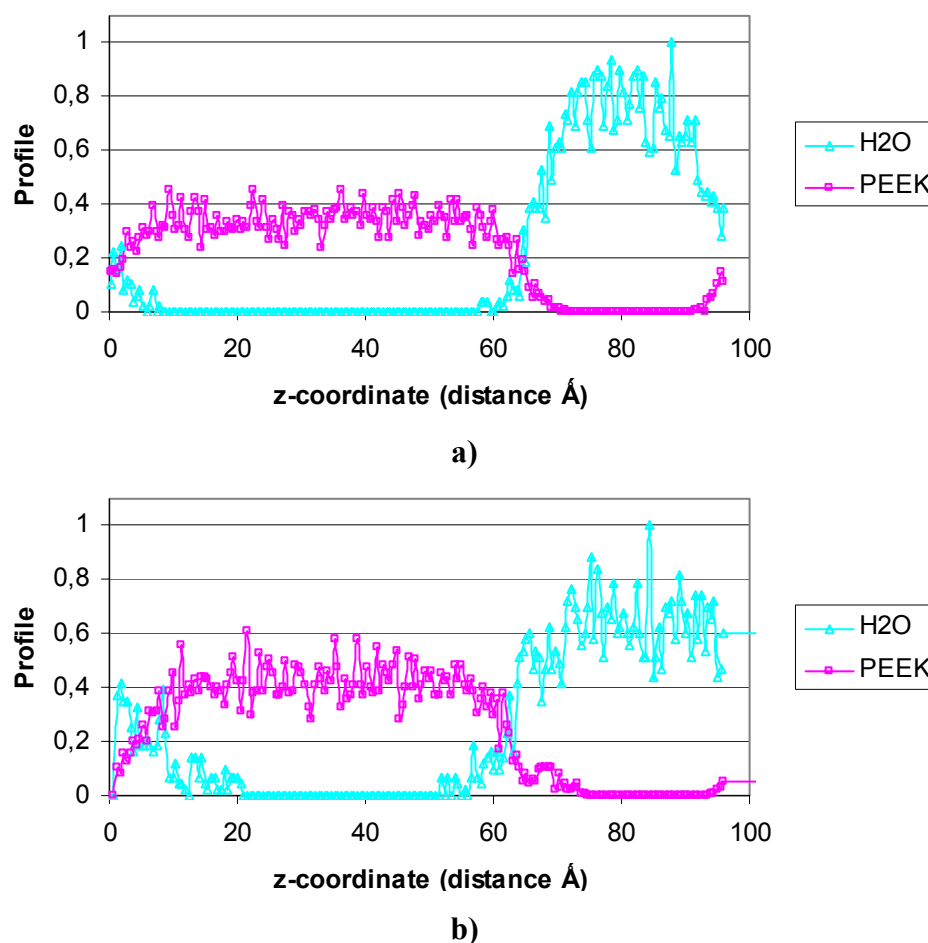 1
0,8
0,6
0,4
0,2
0
Profile
0 20 40 60 80 100
z-coordinate (distance Ǻ)
H2O
PEEK
a)
1
0,8
0,6
0,4
0,2
0
Profile
0 20 40 60 80 100
z-coordinate (distance Ǻ)
H2O
PEEK
b)